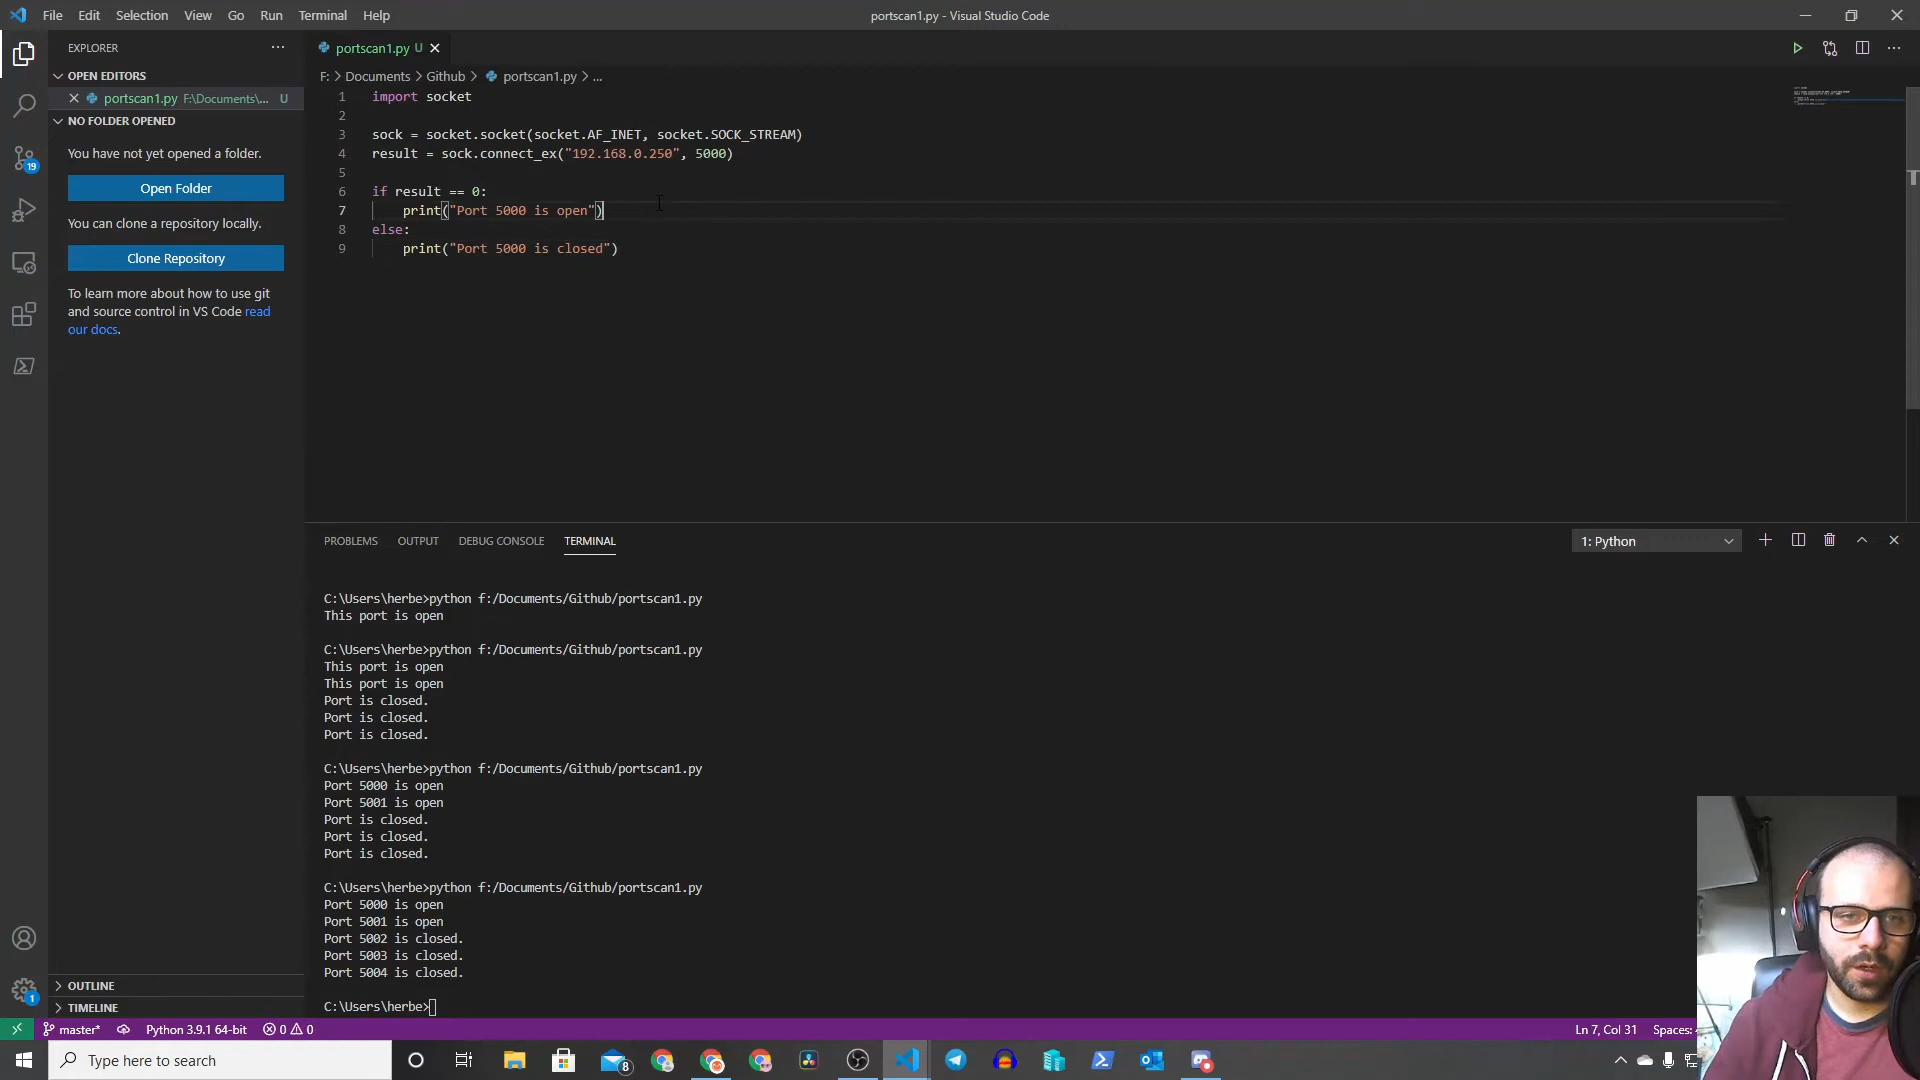 File Edit Selection View Go Run Terminal Help
portscan1.py - Visual Studio Code
EXPLORER
OPEN EDITORS
portscan1.py F:\Documents\... U
NO FOLDER OPENED
You have not yet opened a folder.
Open Folder
You can clone a repository locally.
Clone Repository
To learn more about how to use git
and source control in VS Code read
our docs.
19
OUTLINE
TIMELINE
1
portscan1.py U
F: > Documents > Github > portscan1.py > ...
1 import socket
2
3 sock = socket.socket(socket.AF_INET, socket.SOCK_STREAM)
4 result = sock.connect_ex("192.168.0.250", 5000)
5
6 if result == 0:
7 print("Port 5000 is open")
8 else:
9 print("Port 5000 is closed")
PROBLEMS OUTPUT DEBUG CONSOLE TERMINAL
1: Python
C:\Users\herbe>python f:/Documents/Github/portscan1.py
This port is open
C:\Users\herbe>python f:/Documents/Github/portscan1.py
This port is open
This port is open
Port is closed.
Port is closed.
Port is closed.
C:\Users\herbe>python f:/Documents/Github/portscan1.py
Port 5000 is open
Port 5001 is open
Port is closed.
Port is closed.
Port is closed.
C:\Users\herbe>python f:/Documents/Github/portscan1.py
Port 5000 is open
Port 5001 is open
Port 5002 is closed.
Port 5003 is closed.
Port 5004 is closed.
C:\Users\herbe>
master* Python 3.9.1 64-bit 0 0
Ln 7, Col 31 Spaces:
Type here to search
8